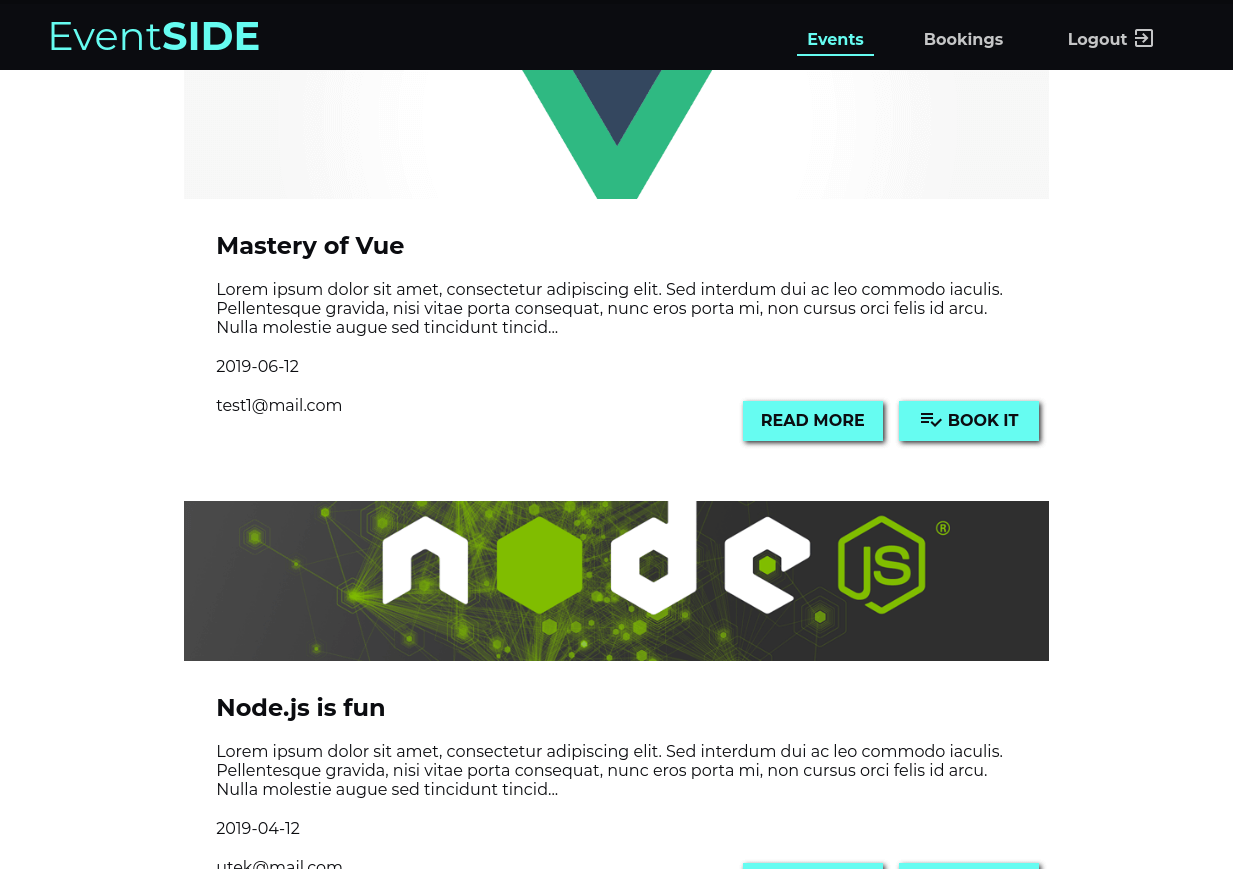 EventSIDE
Events
Bookings
Logout
Mastery of Vue
Lorem ipsum dolor sit amet, consectetur adipiscing elit. Sed interdum dui ac leo commodo iaculis.
Pellentesque gravida, nisi vitae porta consequat, nunc eros porta mi, non cursus orci felis id arcu.
Nulla molestie augue sed tincidunt tincid...
2019-06-12
test1@mail.com
READ MORE
BOOK IT
node JS ®
Node.js is fun
Lorem ipsum dolor sit amet, consectetur adipiscing elit. Sed interdum dui ac leo commodo iaculis.
Pellentesque gravida, nisi vitae porta consequat, nunc eros porta mi, non cursus orci felis id arcu.
Nulla molestie augue sed tincidunt tincid...
2019-04-12
utek@mail.com